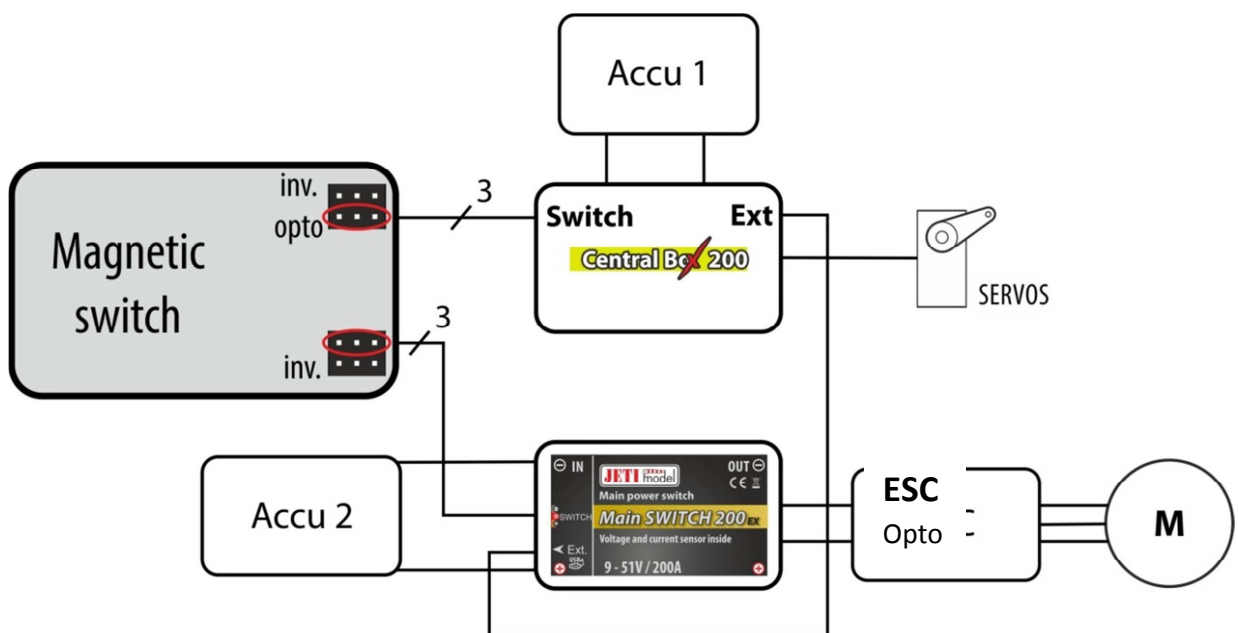 Accu 1
inv.
opto
3
Magnetic
switch
Switch
Ext
Central Box 200
SERVOS
3
inv.
Accu 2
IN
JETI model
OUT
CE
Main power switch
SWITCH
Main SWITCH 200 EX
Voltage and current sensor inside
Ext.
USBa
9 - 51V / 200A
ESC
Opto
M